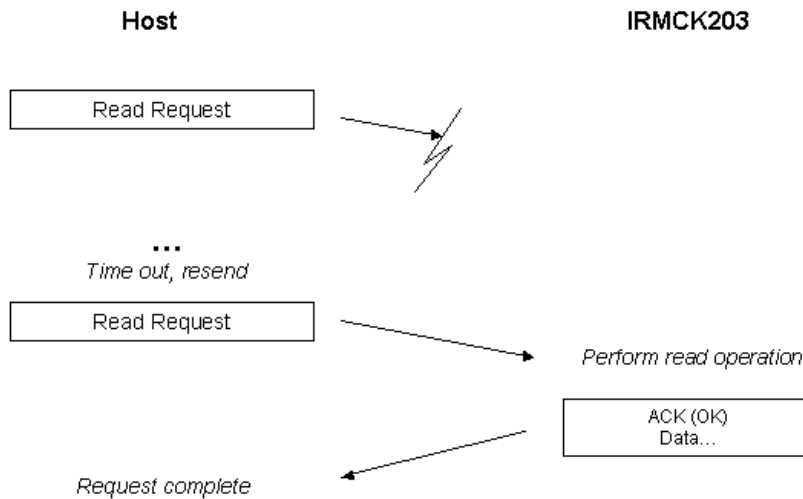 Host
IRMCK203
Read Request
...
Time out, resend
Read Request
Perform read operation
ACK (OK)
Data...
Request complete